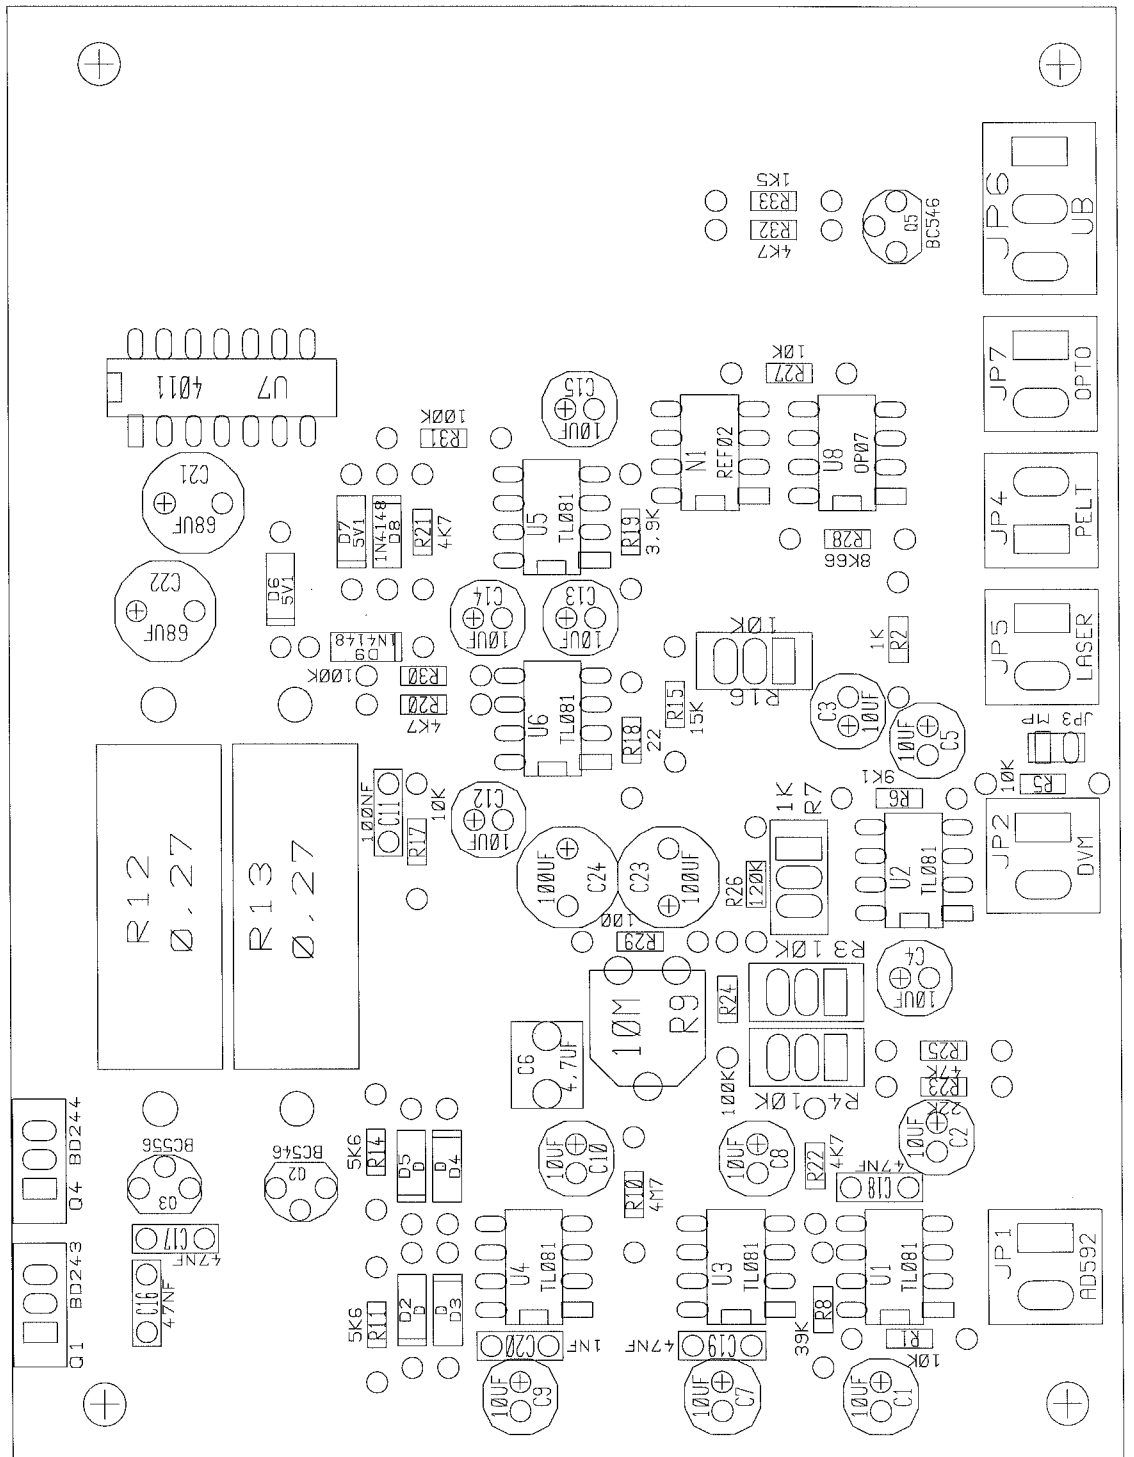 JP6
UB
1K5
R33
R32
4K7
Q5
BC546
JP7
OPTO
U7
4011
C21
68UF
C22
68UF
100K
R31
C15
10UF
10K
R27
N1
REF02
U8
OP07
D7
5V1
1N4148
D8
R21
4K7
U5
TL081
R19
3.9K
R28
8K66
JP4
PELT
D6
5V1
C14
10UF
C13
10UF
D9
1N4148
100K
R30
R20
4K7
U6
TL081
R18
22
R15
15K
10K
R16
1K
R2
C3
10UF
10UF
C5
JP5
LASER
JP3 MP
10K
R5
R12
0,27
R13
0,27
100NF
C11
10K
R17
C12
10UF
100UF
C24
C23
100UF
1K
R7
R26
120K
9K1
R6
U2
TL081
JP2
DVM
100
R29
10M
R9
R24
100K
R3
10K
R4
10K
C4
10UF
C6
4,7UF
R25
47K
R23
22K
10UF
C2
BD244
Q4
BC556
Q3
BC546
Q2
5K6
R14
D5
D
D
D4
10UF
C10
R10
4M7
10UF
C8
R22
4K7
47NF
C18
C17
47NF
C16
47NF
BD243
Q1
5K6
R11
D2
D
D
D3
U4
TL081
C20
1NF
10UF
C9
U3
TL081
47NF
C19
10UF
C7
R8
39K
U1
TL081
R1
10K
10UF
C1
JP1
AD592